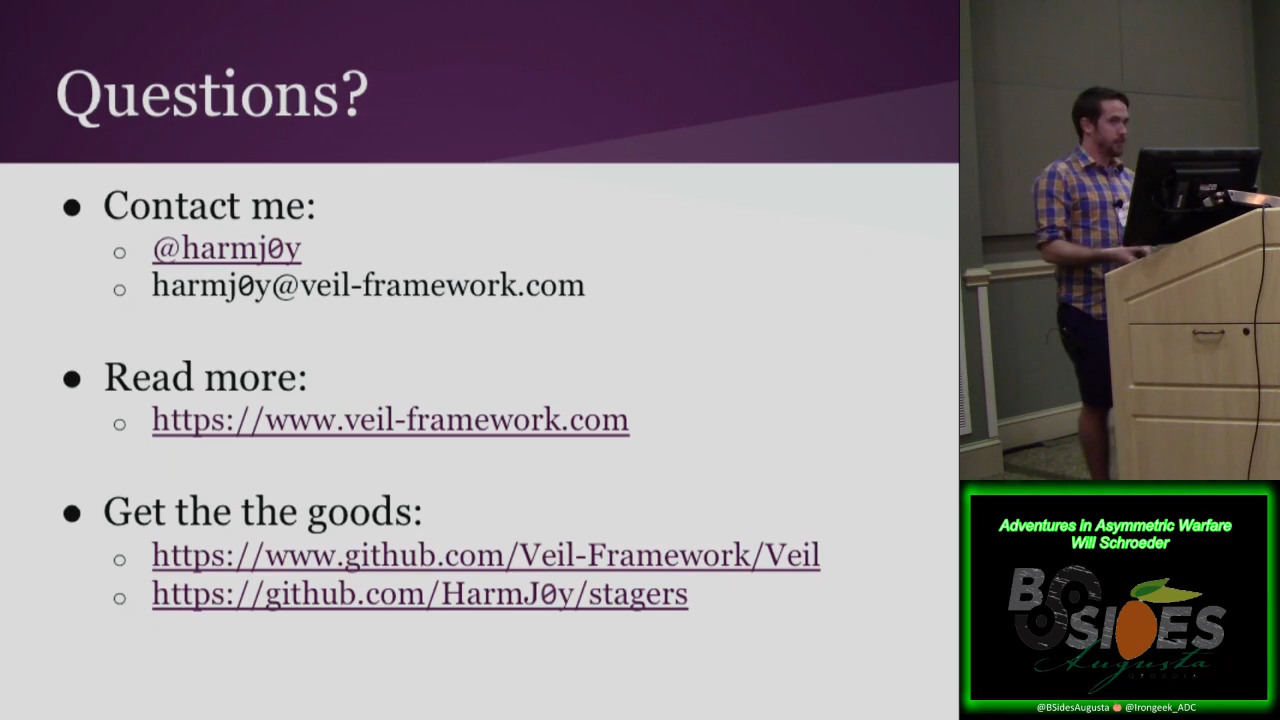 Questions?
Contact me:
@harmj0y
harmj0y@veil-framework.com
Read more:
https://www.veil-framework.com
Get the the goods:
https://www.github.com/Veil-Framework/Veil
https://github.com/HarmJ0y/stagers
Adventures in Asymmetric Warfare
Will Schroeder
BSIDES
Augusta
GEORGIA
@BSidesAugusta @Irongeek_ADC